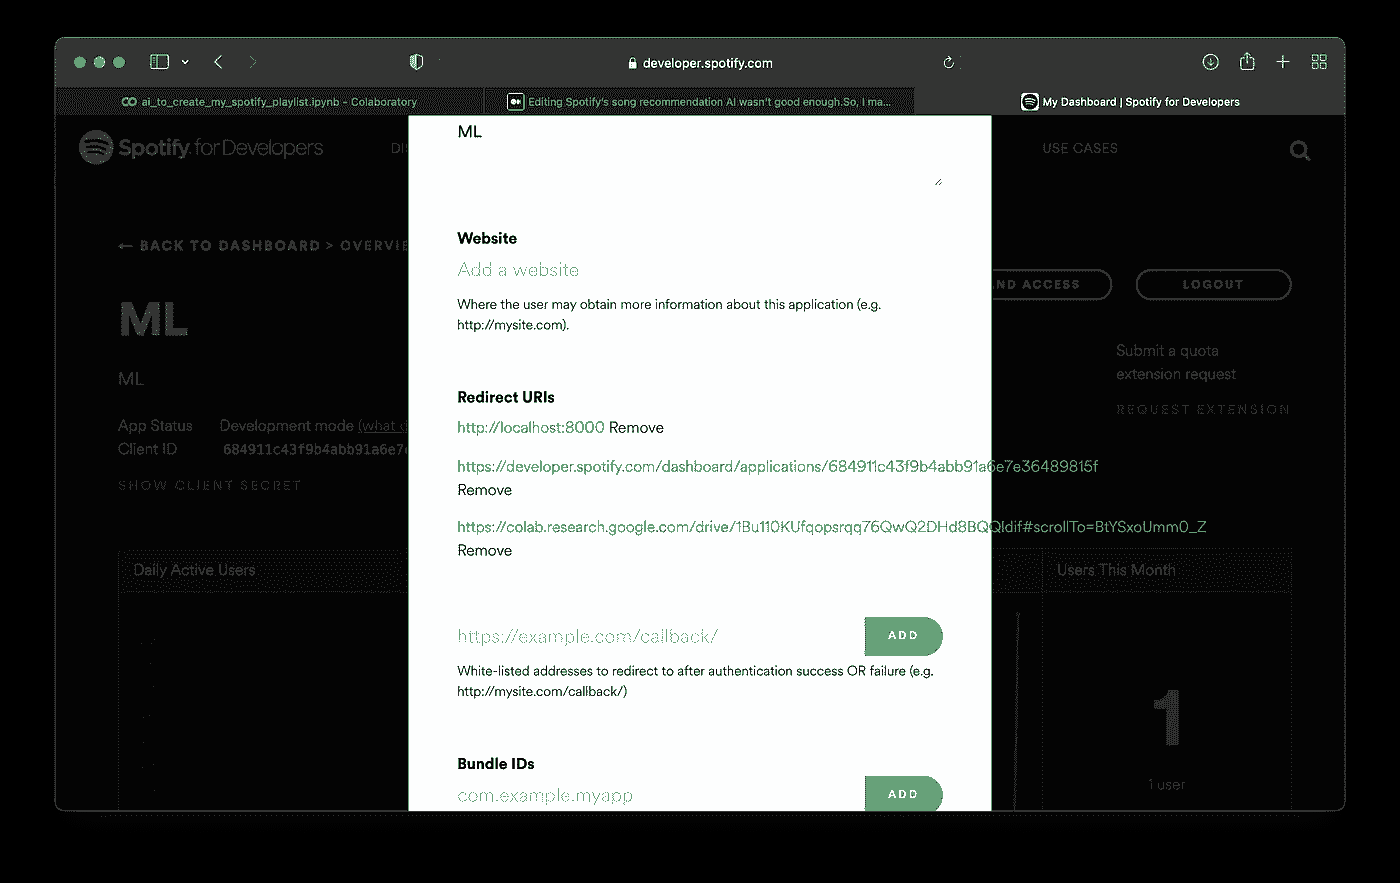 developer.spotify.com
ai_to_create_my_spotify_playlist.ipynb - Colaboratory
Editing Spotify's song recommendation AI wasn't good enough.So, I ma...
My Dashboard | Spotify for Developers
Spotify for Developers
DI
USE CASES
ML
← BACK TO DASHBOARD > OVERVIE
ND ACCESS
LOGOUT
ML
ML
Submit a quota
extension request
REQUEST EXTENSION
App Status Development mode (what
Client ID 684911c43f9b4abb91a6e7
SHOW CLIENT SECRET
Website
Add a website
Where the user may obtain more information about this application (e.g.
http://mysite.com).
Redirect URIs
http://localhost:8000 Remove
https://developer.spotify.com/dashboard/applications/684911c43f9b4abb91a6e7e36489815f
Remove
https://colab.research.google.com/drive/1Bu110KUfqopsrqq76QwQ2DHd8BQQldif#scrollTo=BtYSxoUmm0_Z
Remove
https://example.com/callback/
ADD
White-listed addresses to redirect to after authentication success OR failure (e.g.
http://mysite.com/callback/)
Bundle IDs
com.example.myapp
ADD
Daily Active Users
Users This Month
1
1 user